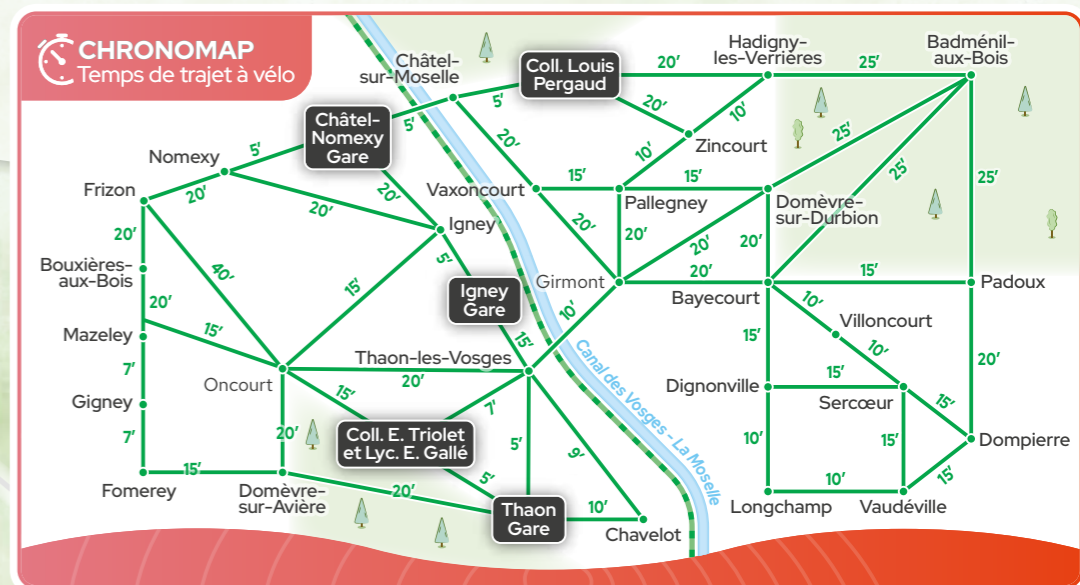 CHRONOMAP
Temps de trajet à vélo
Châtel-
sur-Moselle
Coll. Louis
Pergaud
20’
Hadigny-
les-Verrières
25’
Badménil-
aux-Bois
5’
5’
20’
10’
Zincourt
10’
Châtel-
Nomexy
Gare
Nomexy
5’
20’
Frizon
20’
20’
Igney
20’
Vaxoncourt
15’
Pallegney
15’
Domèvre-
sur-Durbion
25’
25’
25’
20’
Bouxières-
aux-Bois
40’
15’
5’
Igney
Gare
20’
Girmont
20’
20’
20’
20’
Bayecourt
15’
Padoux
20’
Mazeley
15’
Oncourt
Thaon-les-Vosges
15’
10’
20’
Canal des Vosges - La Moselle
10’
Villoncourt
10’
15’
Dignonville
15’
Sercœur
15’
20’
Dompierre
7’
Gigney
7’
15’
Coll. E. Triolet
et Lyc. E. Gallé
7’
5’
5’
9’
20’
15’
Fomerey
Domèvre-
sur-Avière
20’
Thaon
Gare
10’
Chavelot
10’
15’
15’
10’
Longchamp
Vaudéville